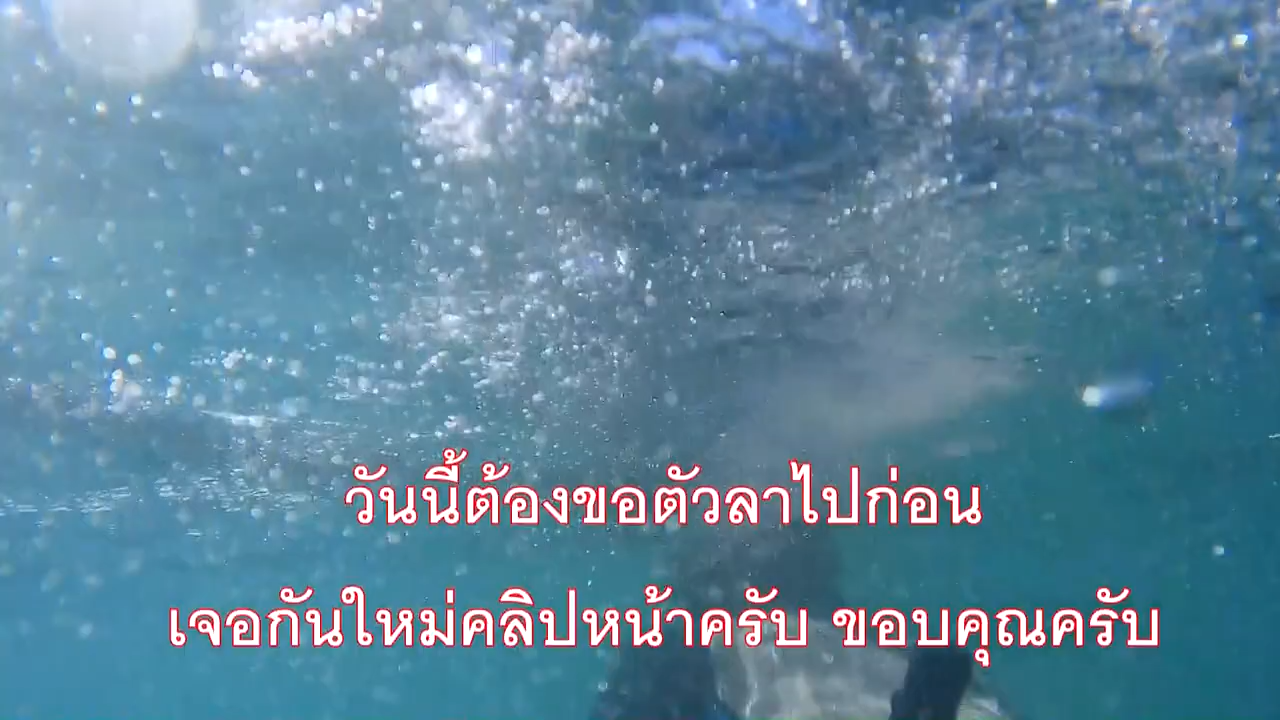 วันนี้ต้องขอตัวลาไปก่อน
เจอกันใหม่คลิปหน้าครับ ขอบคุณครับ